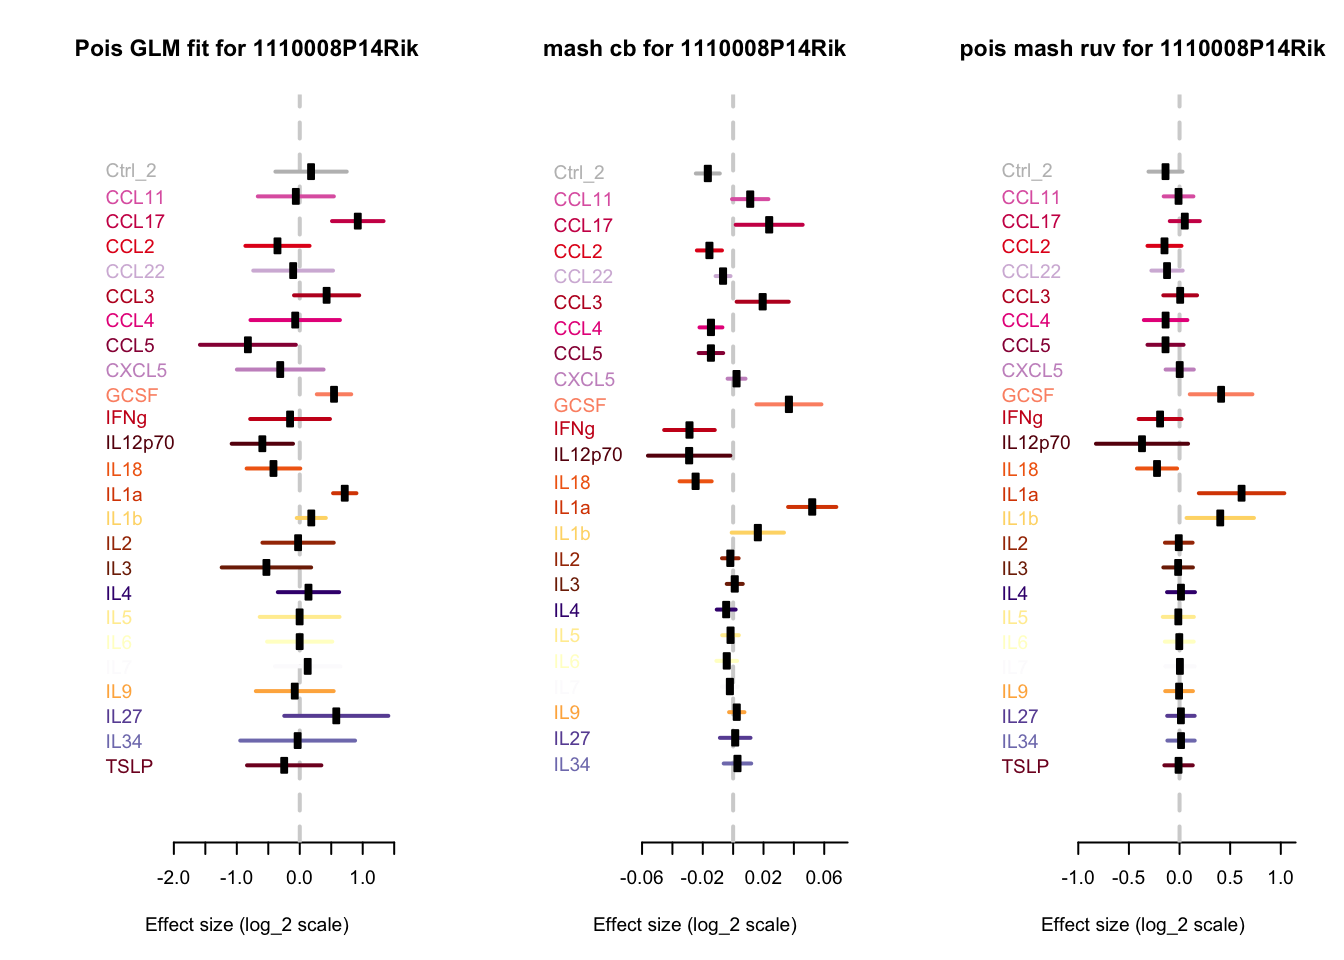 Pois GLM fit for 1110008P14Rik
Ctrl_2
CCL11
CCL17
CCL2
CCL22
CCL3
CCL4
CCL5
CXCL5
GCSF
IFNg
IL12p70
IL18
IL1a
IL1b
IL2
IL3
IL4
IL5
IL6
IL7
IL9
IL27
IL34
TSLP
-2.0 -1.0 0.0 1.0
Effect size (log_2 scale)
mash cb for 1110008P14Rik
Ctrl_2
CCL11
CCL17
CCL2
CCL22
CCL3
CCL4
CCL5
CXCL5
GCSF
IFNg
IL12p70
IL18
IL1a
IL1b
IL2
IL3
IL4
IL5
IL6
IL7
IL9
IL27
IL34
-0.06 -0.02 0.02 0.06
Effect size (log_2 scale)
pois mash ruv for 1110008P14Rik
Ctrl_2
CCL11
CCL17
CCL2
CCL22
CCL3
CCL4
CCL5
CXCL5
GCSF
IFNg
IL12p70
IL18
IL1a
IL1b
IL2
IL3
IL4
IL5
IL6
IL7
IL9
IL27
IL34
TSLP
-1.0 -0.5 0.0 0.5 1.0
Effect size (log_2 scale)